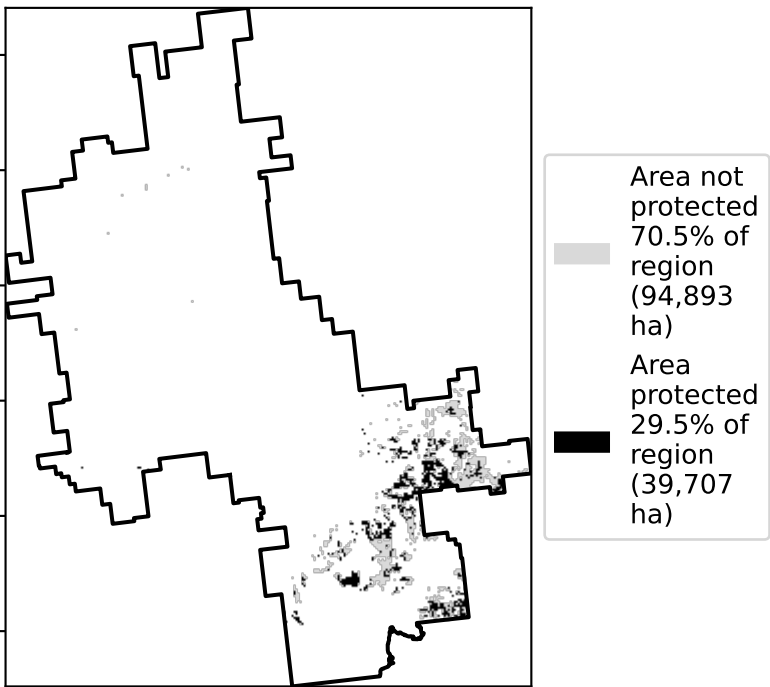 Area not
protected
70.5% of
region
(94,893
ha)
Area
protected
29.5% of
region
(39,707
ha)